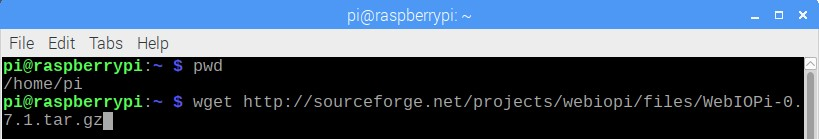 pi@raspberrypi: ~
File Edit Tabs Help
pi@raspberrypi:~ $ pwd
/home/pi
pi@raspberrypi:~ $ wget http://sourceforge.net/projects/webiopi/files/WebIOPi-0.
7.1.tar.gz